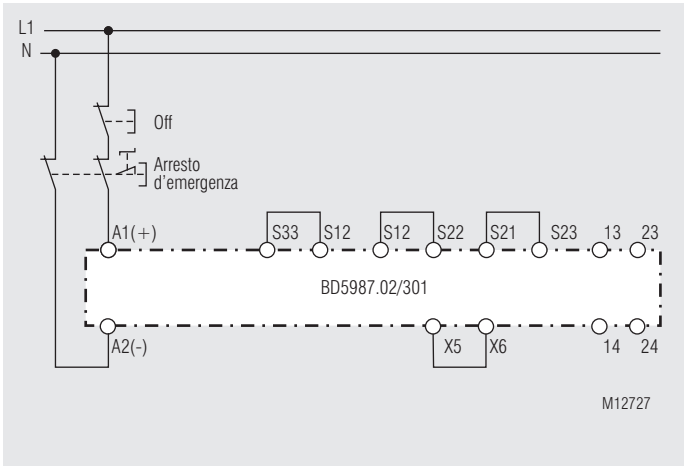 L1
N
Off
Arresto
d'emergenza
A1(+) S33 S12 S12 S22 S21 S23 13 23
BD5987.02/301
A2(-) X5 X6 14 24
M12727